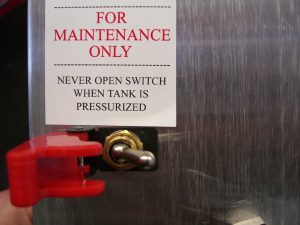 FOR
MAINTENANCE
ONLY
NEVER OPEN SWITCH
WHEN TANK IS
PRESSURIZED